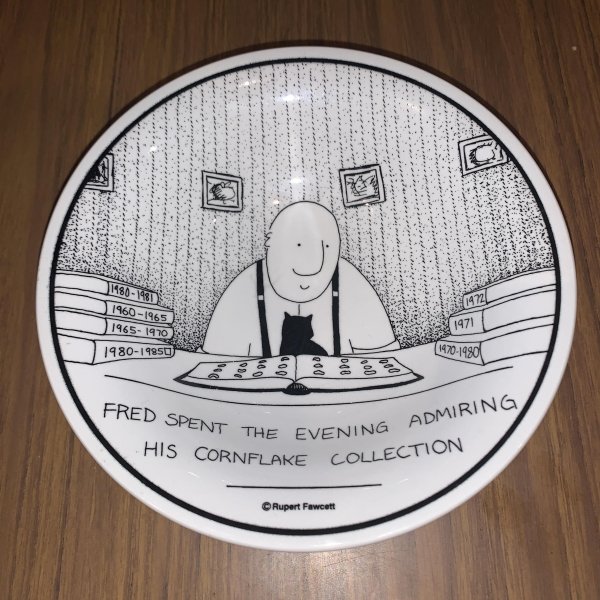 1980-1981
1960-1965
1965-1970
1980-1985
1972
1971
1970-1980
FRED SPENT THE EVENING ADMIRING
HIS CORNFLAKE COLLECTION
©Rupert Fawcett